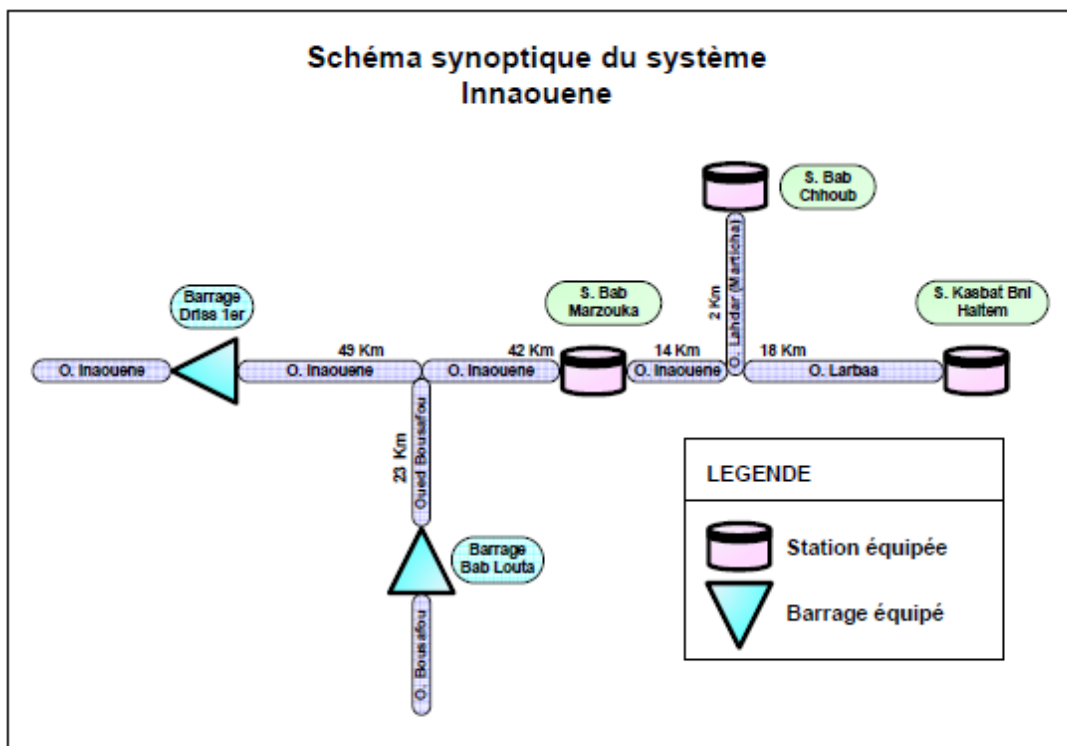 Schéma synoptique du système
Innaouene
S. Bab
Chhoub
O. Lahdar (Marticha)
2 Km
Barrage
Driss 1er
S. Bab
Marzouka
S. Kasbat Bni
Haitem
49 Km
42 Km
14 Km
18 Km
O. Inaouene
O. Inaouene
O. Inaouene
O. Inaouene
O. Larbaa
23 Km
Oued Bousafou
Barrage
Bab Louta
O. Bousafou
LEGENDE
Station équipée
Barrage équipé